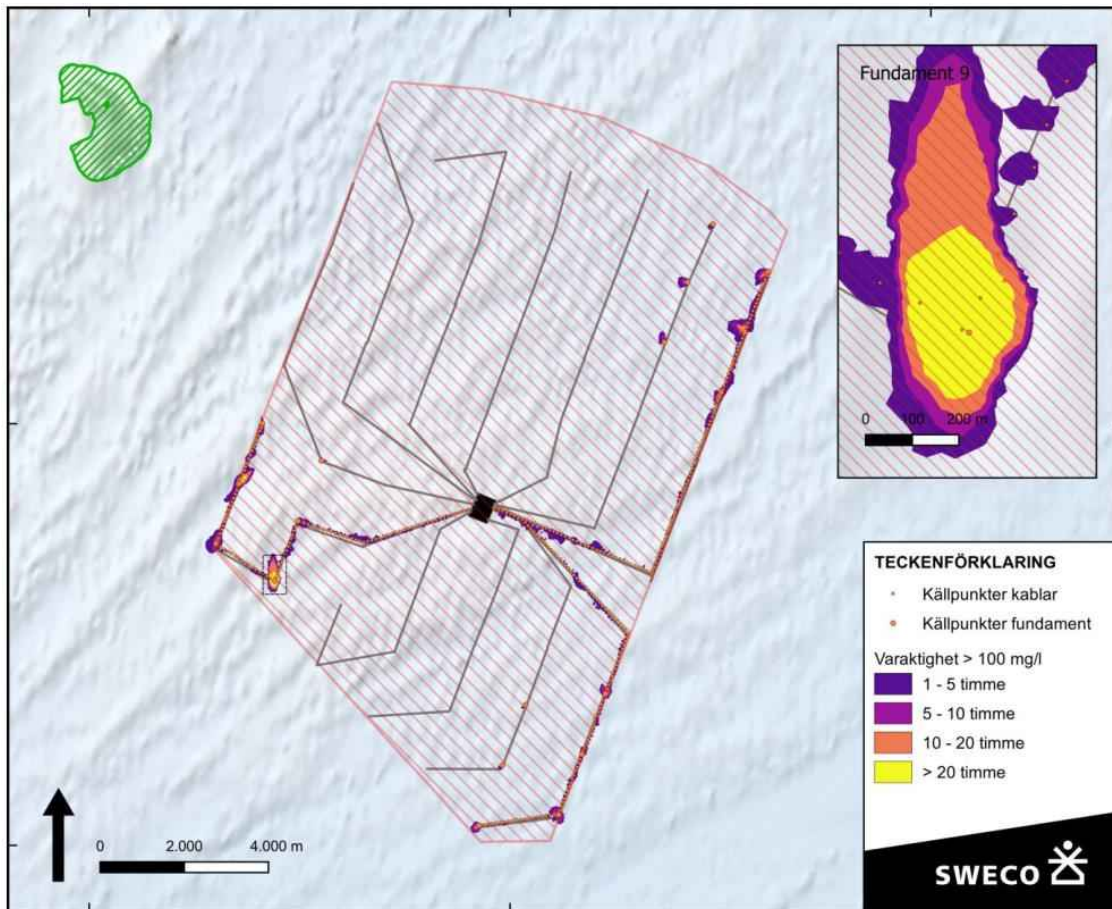 Fundament 9
0 100 200 m
TECKENFÖRKLARING
Källpunkter kablar
Källpunkter fundament
Varaktighet > 100 mg/l
1 - 5 timme
5 - 10 timme
10 - 20 timme
> 20 timme
0 2.000 4.000 m
SWECO